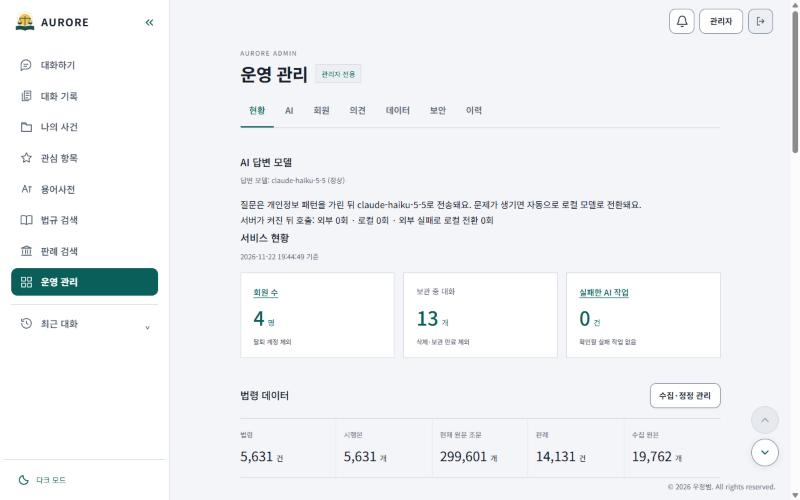 AURORE
대화하기
대화 기록
나의 사건
관심 항목
용어사전
법규 검색
판례 검색
운영 관리
최근 대화
다크 모드
관리자
AURORE ADMIN
운영 관리
관리자 전용
현황 AI 회원 의견 데이터 보안 이력
AI 답변 모델
답변 모델: claude-haiku-5-5 (정상)
질문은 개인정보 패턴을 가린 뒤 claude-haiku-5-5로 전송돼요. 문제가 생기면 자동으로 로컬 모델로 전환돼요.
서버가 켜진 뒤 호출: 외부 0회 · 로컬 0회 · 외부 실패로 로컬 전환 0회
서비스 현황
2026-11-22 19:44:49 기준
회원 수
4 명
탈퇴 계정 제외
보관 중 대화
13 개
삭제·보관 만료 제외
실패한 AI 작업
0 건
확인할 실패 작업 없음
법령 데이터
수집·정정 관리
법령
5,631 건
시행본
5,631 개
현재 원문 조문
299,601 개
판례
14,131 건
수집 원본
19,762 개
© 2026 우정범. All rights reserved.